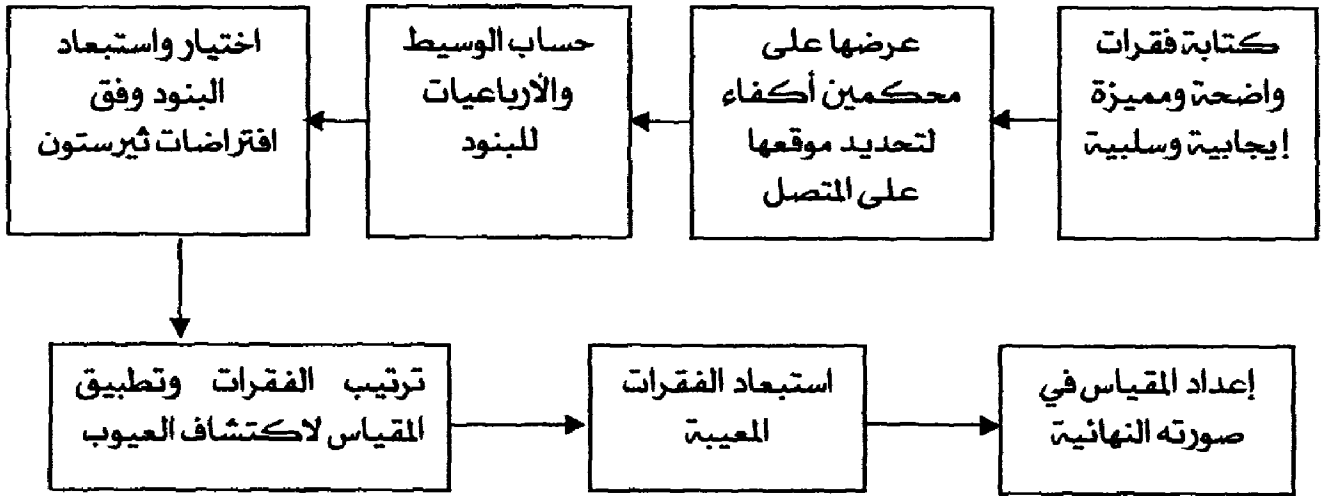 كتابة فقرات
واضحة ومميزة
إيجابية وسلبية
عرضها على
محكمين أكفاء
لتحديد موقعها
على المتصل
حساب الوسيط
والأرباعيات
للبنود
اختيار واستبعاد
البنود وفق
افتراضات ثيرستون
ترتيب الفقرات وتطبيق
المقياس لاكتشاف العيوب
استبعاد الفقرات
المعيبة
إعداد المقياس في
صورته النهائية